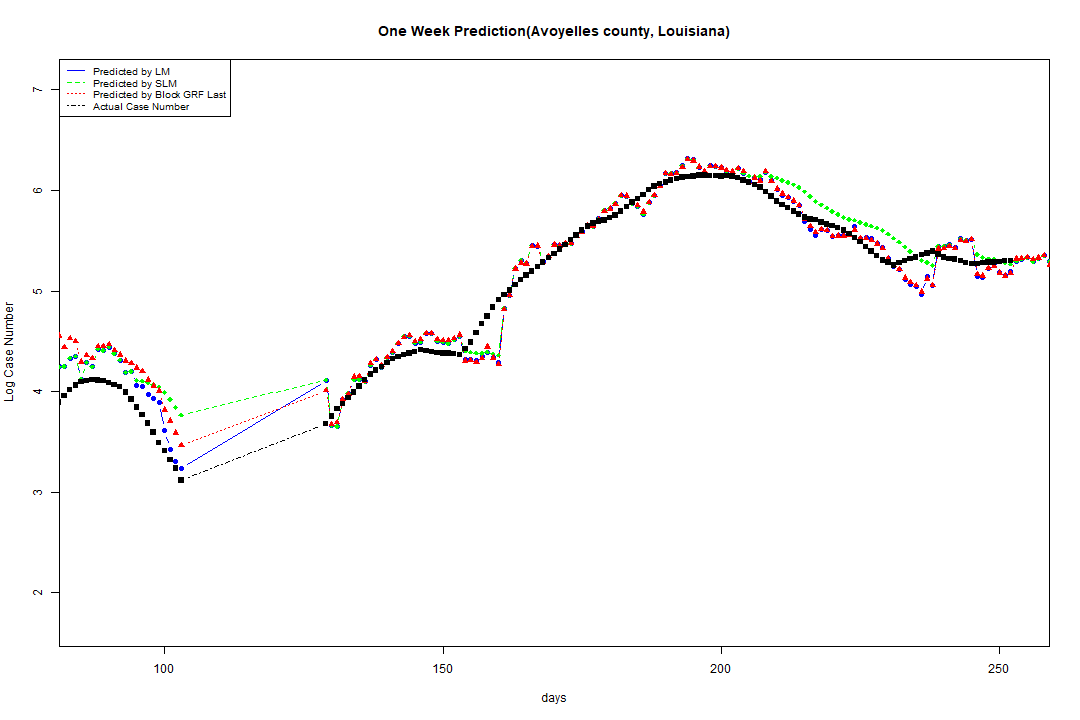 One Week Prediction(Avoyelles county, Louisiana)
Predicted by LM
Predicted by SLM
Predicted by Block GRF Last
Actual Case Number
7
6
5
4
3
2
Log Case Number
100 150 200 250
days